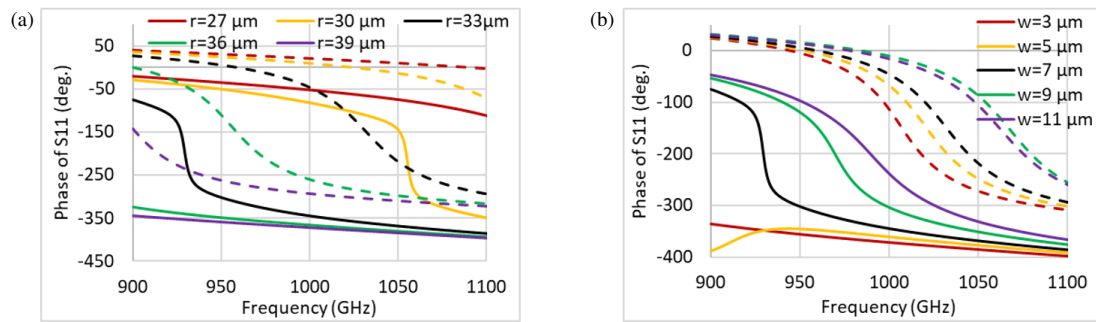 (a)
r=27 μm r=30 μm r=33μm
r=36 μm r=39 μm
50
-50
-150
-250
-350
-450
Phase of S11 (deg.)
900 950 1000 1050 1100
Frequency (GHz)
(b)
w=3 μm
w=5 μm
w=7 μm
w=9 μm
w=11 μm
0
-100
-200
-300
-400
Phase of S11 (deg.)
900 950 1000 1050 1100
Frequency (GHz)